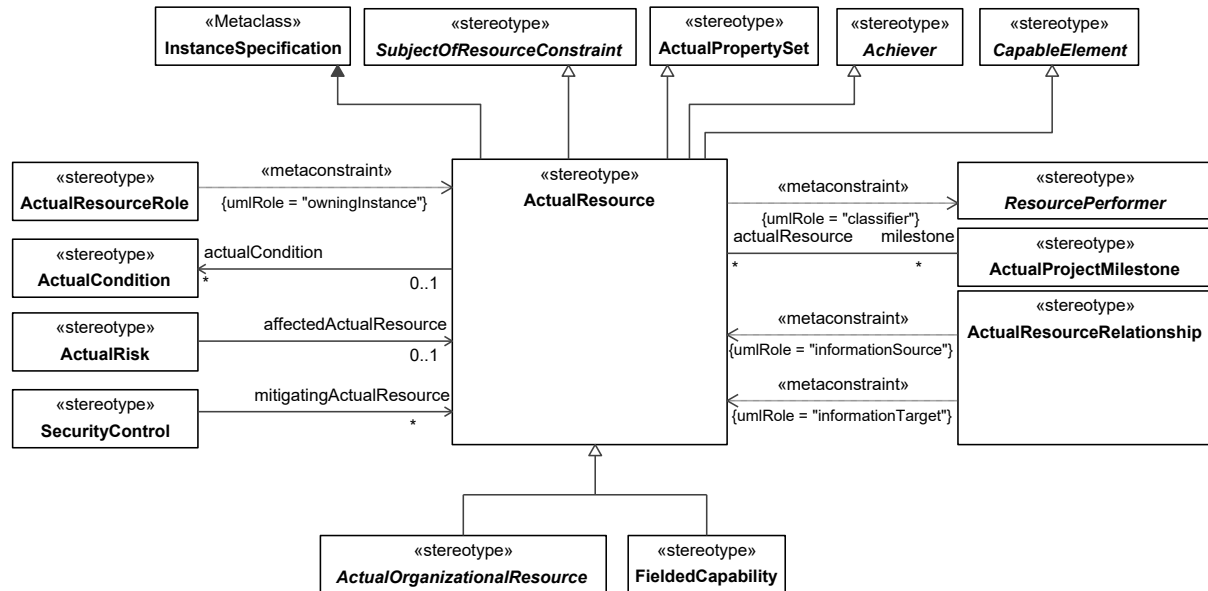 «Metaclass»
InstanceSpecification
«stereotype»
SubjectOfResourceConstraint
«stereotype»
ActualPropertySet
«stereotype»
Achiever
«stereotype»
CapableElement
«stereotype»
ActualResourceRole
«metaconstraint»
{umlRole = "owningInstance"}
«stereotype»
ActualResource
«metaconstraint»
{umlRole = "classifier"}
«stereotype»
ResourcePerformer
«stereotype»
ActualCondition
actualCondition
*
0..1
actualResource
*
milestone
*
«stereotype»
ActualProjectMilestone
«stereotype»
ActualRisk
affectedActualResource
0..1
«metaconstraint»
{umlRole = "informationSource"}
«stereotype»
ActualResourceRelationship
«stereotype»
SecurityControl
mitigatingActualResource
*
«metaconstraint»
{umlRole = "informationTarget"}
«stereotype»
ActualOrganizationalResource
«stereotype»
FieldedCapability